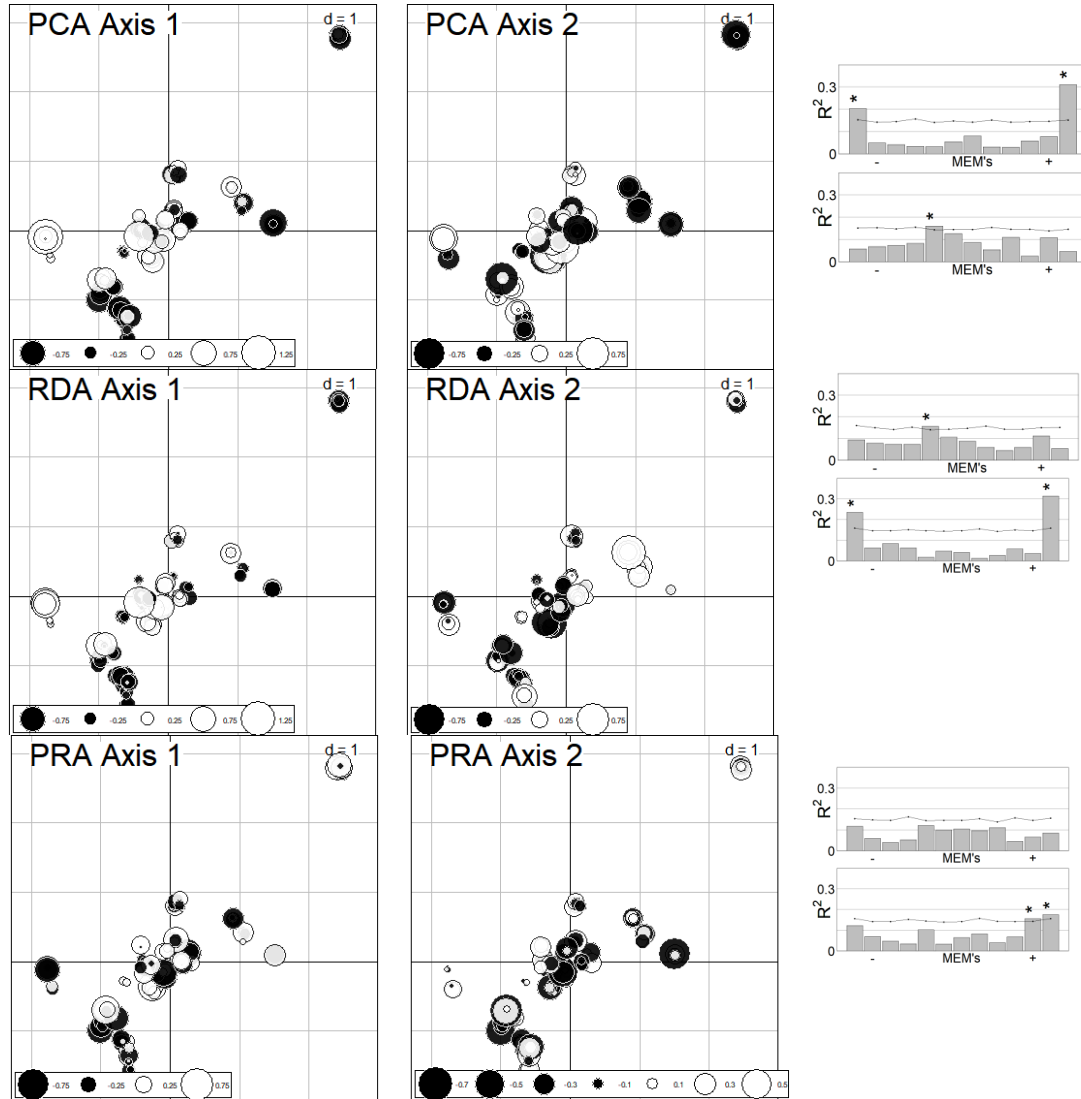 PCA Axis 1
d = 1
-0.75 -0.25 0.25 0.75 1.25
PCA Axis 2
d = 1
-0.75 -0.25 0.25 0.75
*
*
0.3
R2
0
- MEM's +
*
0.3
R2
0
- MEM's +
RDA Axis 1
d = 1
-0.75 -0.25 0.25 0.75 1.25
RDA Axis 2
d = 1
-0.75 -0.25 0.25 0.75
*
0.3
R2
0
- MEM's +
*
*
0.3
R2
0
- MEM's +
PRA Axis 1
d = 1
-0.75 -0.25 0.25 0.75
PRA Axis 2
d = 1
-0.7 -0.5 -0.3 -0.1 0.1 0.3 0.5
0.3
R2
0
- MEM's +
* *
0.3
R2
0
- MEM's +